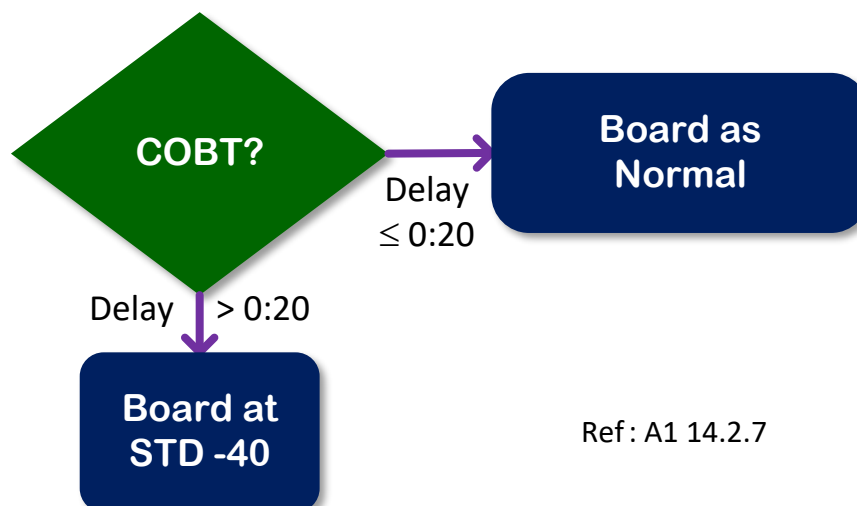 COBT?
Board as
Normal
Delay
≤ 0:20
Delay > 0:20
Board at
STD -40
Ref : A1 14.2.7